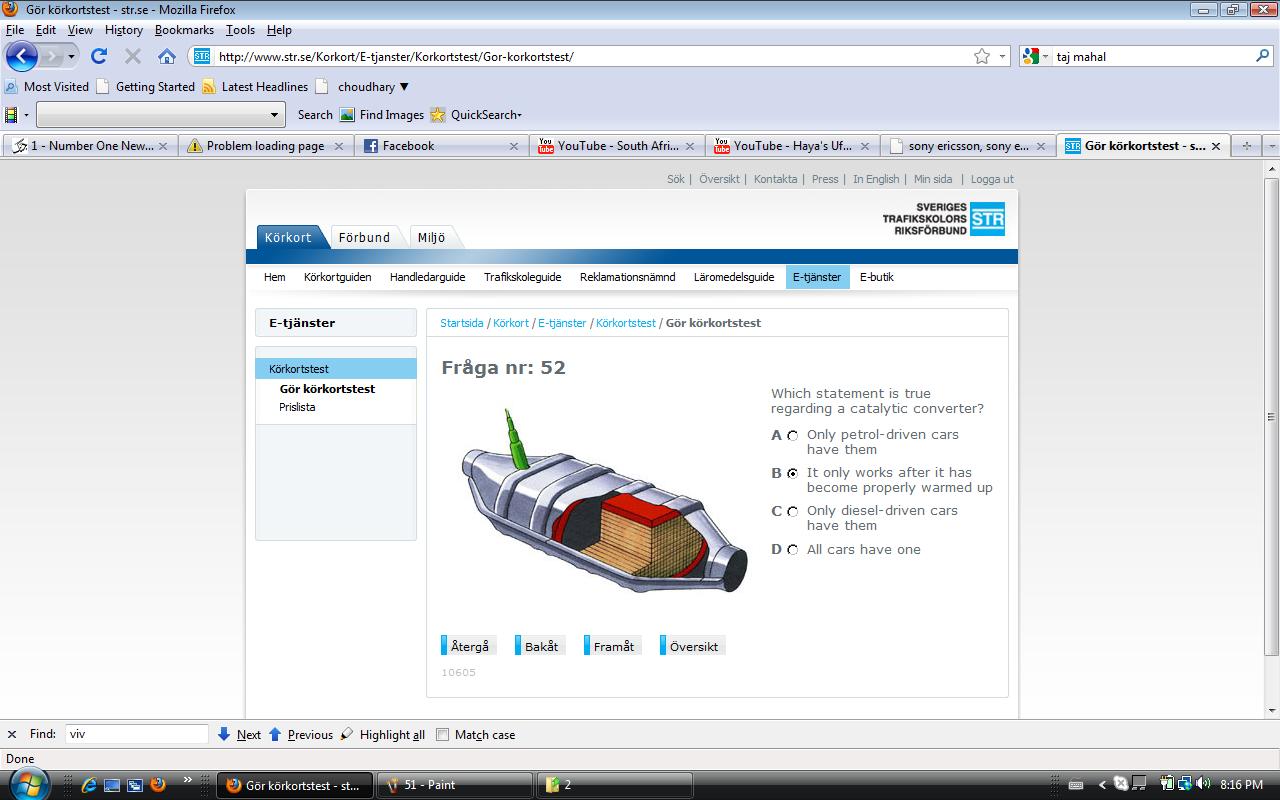 Gör körkortstest - str.se - Mozilla Firefox
File Edit View History Bookmarks Tools Help
STR http://www.str.se/Korkort/E-tjanster/Korkortstest/Gor-korkortstest/ taj mahal
Most Visited Getting Started Latest Headlines choudhary ▼
Search Find Images QuickSearch
1 - Number One New... Problem loading page Facebook YouTube - South Afri... YouTube - Haya's Uf... sony ericsson, sony e... Gör körkortstest - s...
Sök | Översikt | Kontakta | Press | In English | Min sida | Logga ut
SVERIGES
TRAFIKSKOLORS STR
RIKSFÖRBUND
Körkort Förbund Miljö
Hem Körkortguiden Handledarguide Trafikskoleguide Reklamationsnämnd Läromedelsguide E-tjänster E-butik
E-tjänster
Körkortstest
Gör körkortstest
Prislista
Startsida / Körkort / E-tjänster / Körkortstest / Gör körkortstest
Fråga nr: 52
Which statement is true
regarding a catalytic converter?
A Only petrol-driven cars
have them
B It only works after it has
become properly warmed up
C Only diesel-driven cars
have them
D All cars have one
Återgå Bakåt Framåt Översikt
10605
Find: viv Next Previous Highlight all Match case
Done
Gör körkortstest - st... 51 - Paint 2 8:16 PM